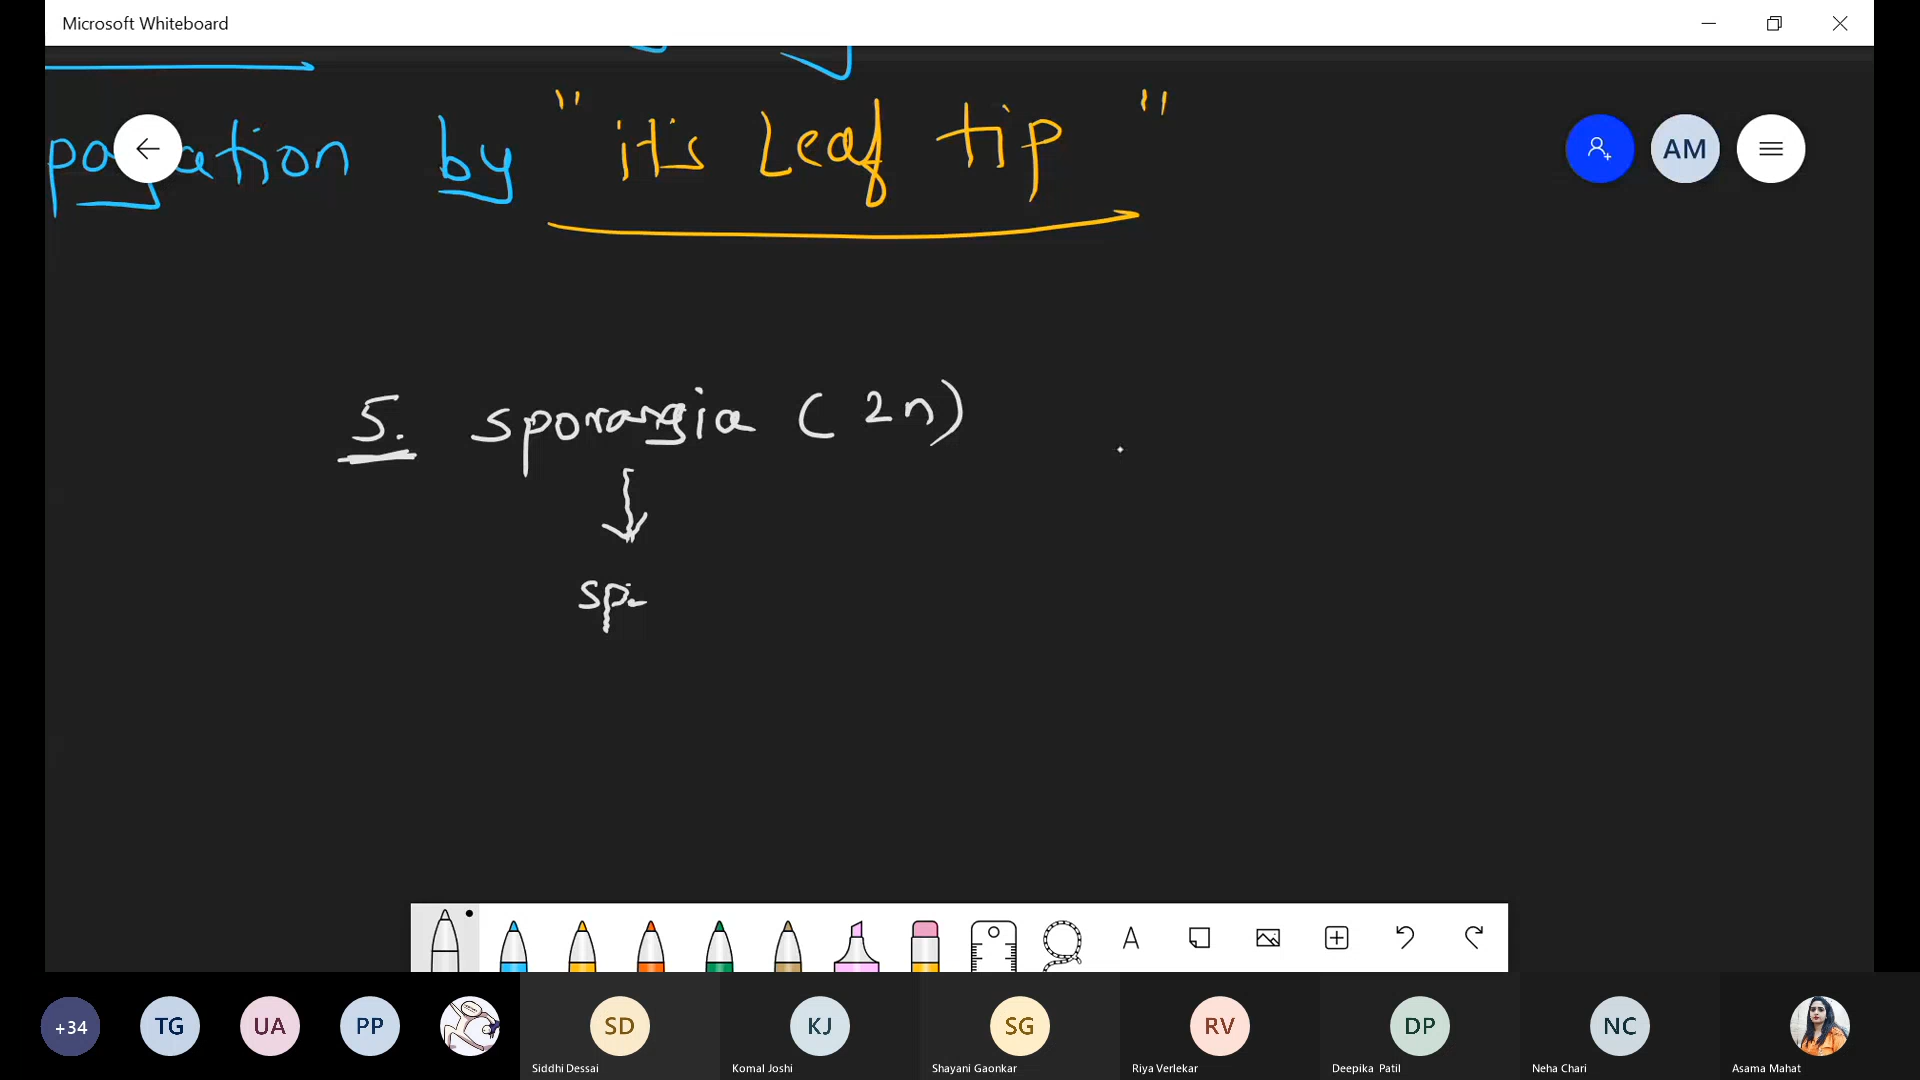 Microsoft Whiteboard
by "it's Leaf tip"
AM
5. sporangia (2n)
↓
+34 TG UA PP SD KJ SG RV DP NC
Siddhi Dessai Komal Joshi Shayani Gaonkar Riya Verlekar Deepika Patil Neha Chari Asama Mahat